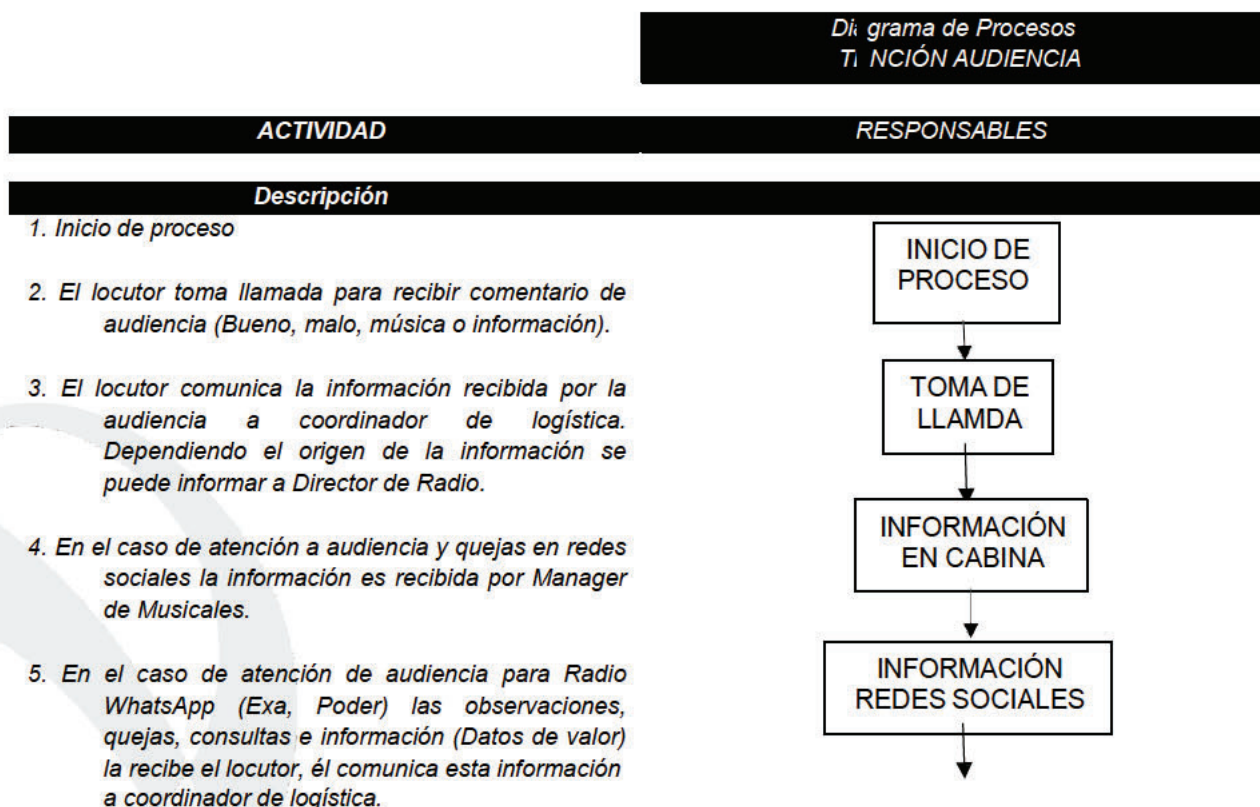 Di grama de Procesos
TI NCIÓN AUDIENCIA
ACTIVIDAD
RESPONSABLES
Descripción
1. Inicio de proceso
2. El locutor toma llamada para recibir comentario de
audiencia (Bueno, malo, música o información).
3. El locutor comunica la información recibida por la
audiencia a coordinador de logística.
Dependiendo el origen de la información se
puede informar a Director de Radio.
4. En el caso de atención a audiencia y quejas en redes
sociales la información es recibida por Manager
de Musicales.
5. En el caso de atención de audiencia para Radio
WhatsApp (Exa, Poder) las observaciones,
quejas, consultas e información (Datos de valor)
la recibe el locutor, él comunica esta información
a coordinador de logística.
INICIO DE
PROCESO
TOMA DE
LLAMDA
INFORMACIÓN
EN CABINA
INFORMACIÓN
REDES SOCIALES